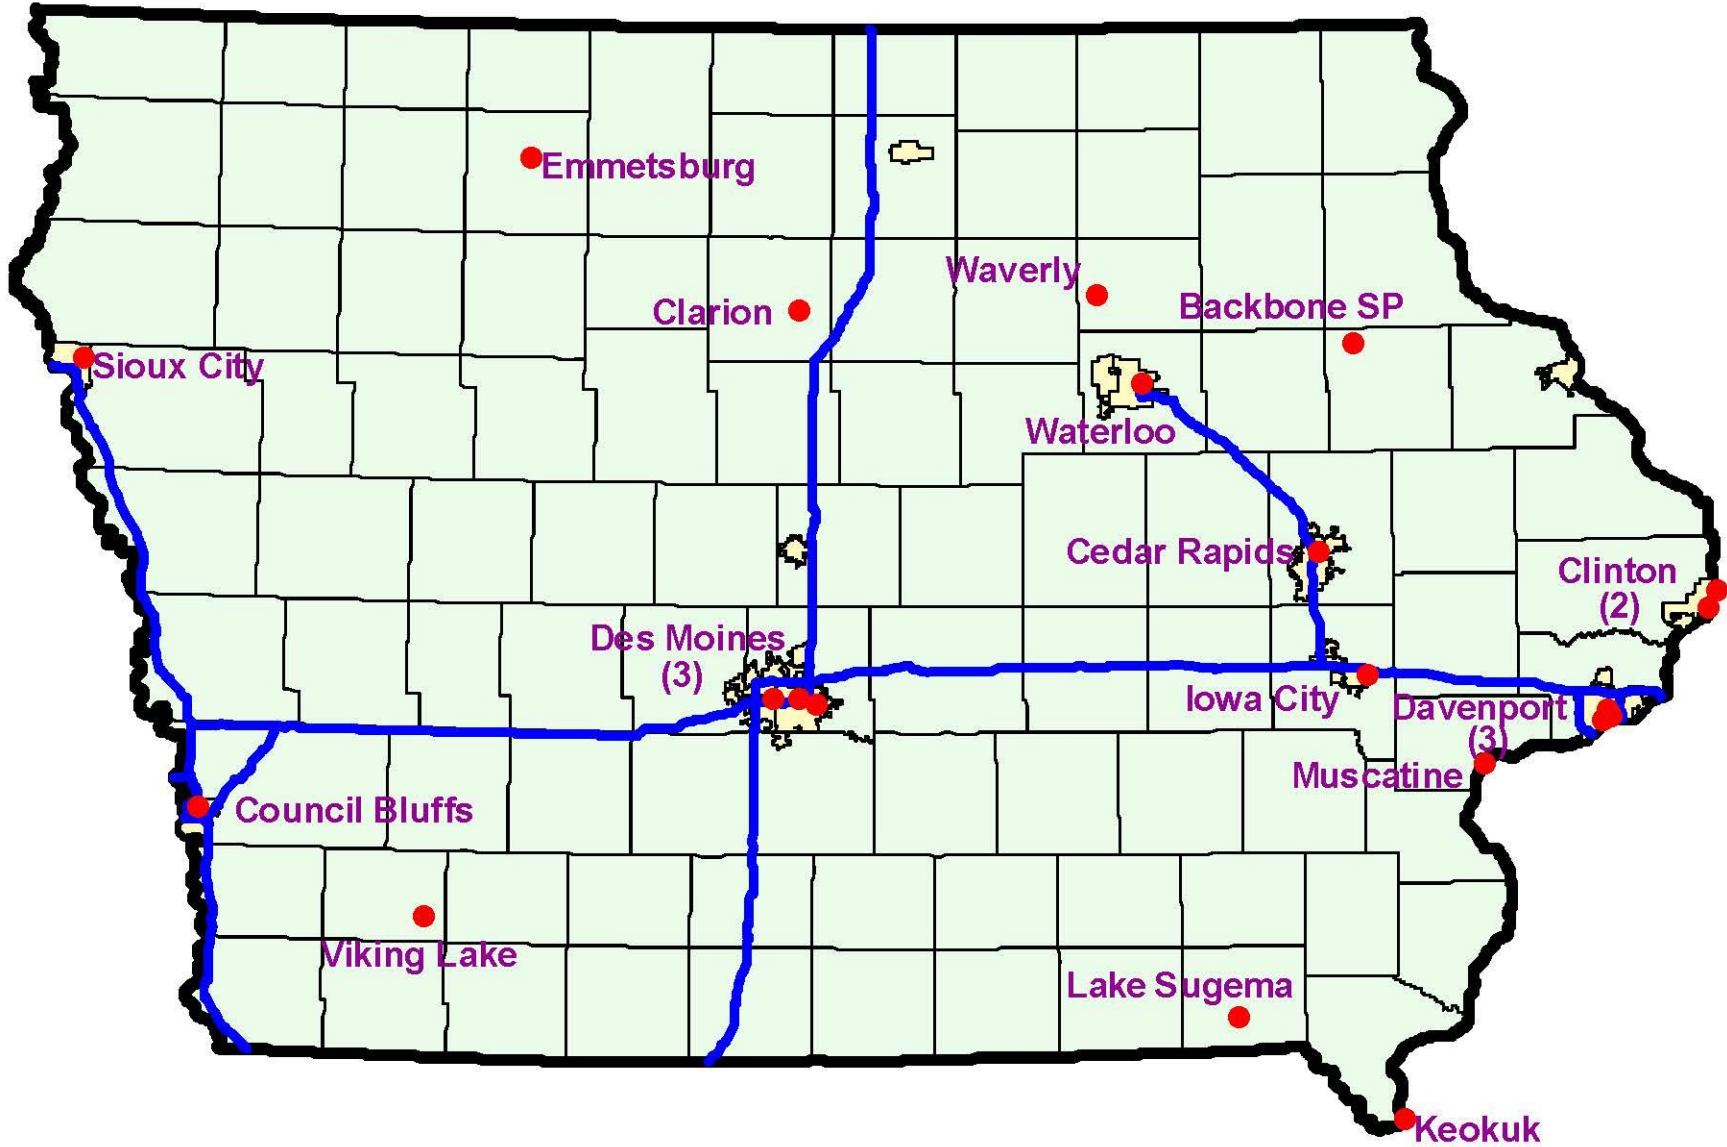 Emmetsburg
Waverly
Clarion
Backbone SP
Sioux City
Waterloo
Cedar Rapids
Clinton
(2)
Des Moines
(3)
Iowa City
Davenport
(3)
Muscatine
Council Bluffs
Viking Lake
Lake Sugema
Keokuk